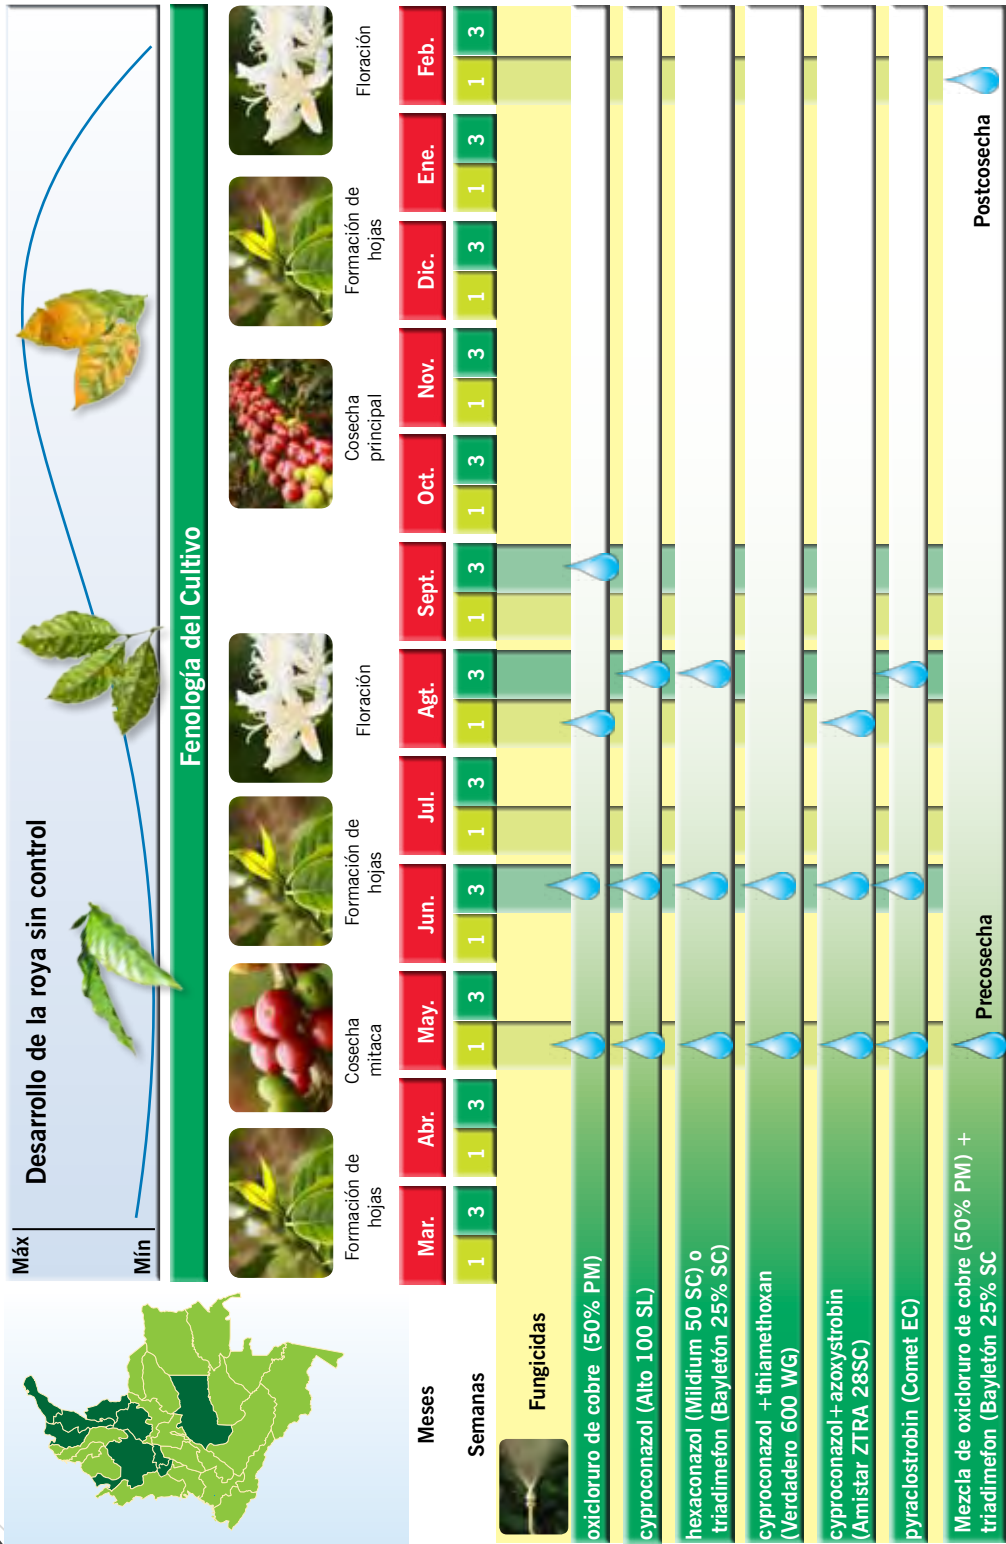 Máx
Mín
Desarrollo de la roya sin control
Fenología del Cultivo
Formación de
hojas
Cosecha
mitaca
Formación de
hojas
Floración
Cosecha
principal
Formación de
hojas
Floración
Meses
Mar.
Abr.
May.
Jun.
Jul.
Agt.
Sept.
Oct.
Nov.
Dic.
Ene.
Feb.
Semanas
1 3 1 3 1 3 1 3 1 3 1 3 1 3 1 3 1 3 1 3 1 3 1 3
Fungicidas
oxicloruro de cobre (50% PM)
cyproconazol (Alto 100 SL)
hexaconazol (Mildium 50 SC) o
triadimefon (Bayletón 25% SC)
cyproconazol +thiamethoxan
(Verdadero 600 WG)
cyproconazol+azoxystrobin
(Amistar ZTRA 28SC)
pyraclostrobin (Comet EC)
Mezcla de oxicloruro de cobre (50% PM) +
triadimefon (Bayletón 25% SC
Precosecha
Postcosecha